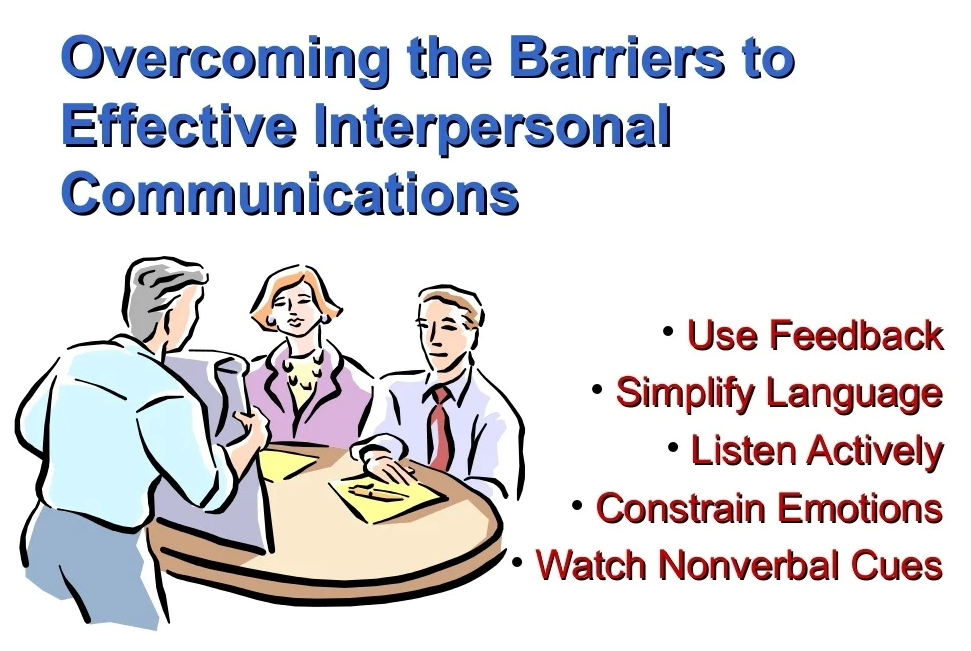 Overcoming the Barriers to
Effective Interpersonal
Communications
• Use Feedback
• Simplify Language
• Listen Actively
• Constrain Emotions
• Watch Nonverbal Cues